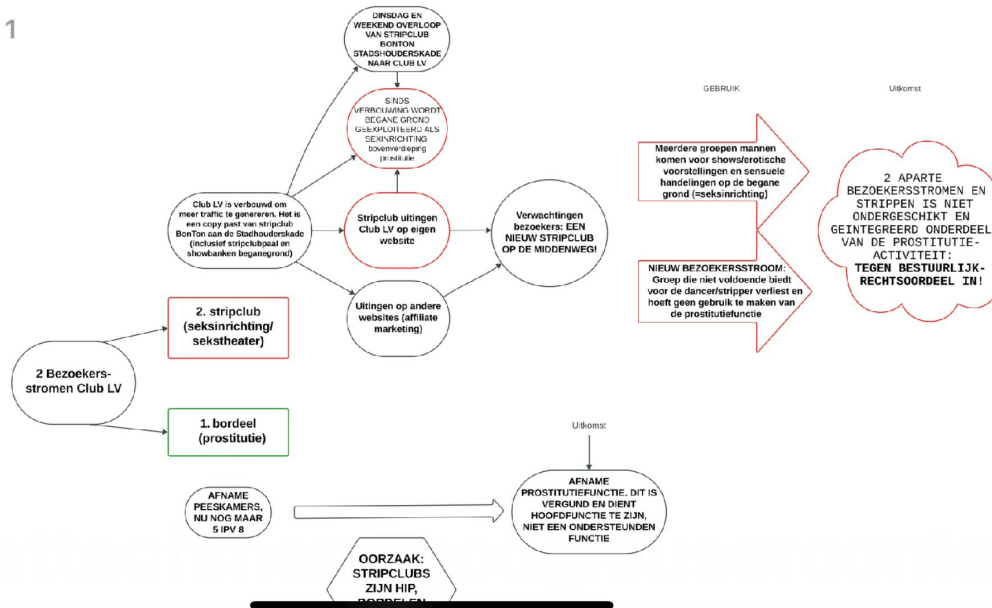 1
DINSDAG EN
WEEKEND OVERLOOP
VAN STRIPCLUB
BONTON
STADSHOUDERSKADE
NAAR CLUB LV
SINDS
VERBOUWING WORDT
BEGANE GROND
GEËXPLOITEERD ALS
SEXINRICHTING.
bovenverdieping
prostitutie
Club LV is verbouwd om
meer traffic te genereren. Het is
een copy past van stripclub
BonTon aan de Stadhouderskade
(inclusief stripclubpaal en
showbanken beganegrond)
Stripclub uitingen
Club LV op eigen
website
Uitingen op andere
websites (affiliate
marketing)
Verwachtingen
bezoekers: EEN
NIEUW STRIPCLUB
OP DE MIDDENWEG!
GEBRUIK
Meerdere groepen mannen
komen voor shows/erotische
voorstellingen en sensuele
handelingen op de begane
grond (=seksinrichting)
NIEUW BEZOEKERSSTROOM:
Groep die niet voldoende biedt
voor de dancer/stripper verliest en
hoeft geen gebruik te maken van
de prostitutiefunctie
Uitkomst
2 APARTE
BEZOEKERSSTROMEN EN
STRIPPEN IS NIET
ONDERGESCHIKT EN
GEINTEGREERD ONDERDEEL
VAN DE PROSTITUTIE-
ACTIVITEIT:
TEGEN BESTUURLIJK-
RECHTSOORDEEL IN!
2 Bezoekers-
stromen Club LV
2. stripclub
(seksinrichting/
sekstheater)
1. bordeel
(prostitutie)
AFNAME
PEESKAMERS,
NU NOG MAAR
5 IPV 8
Uitkomst
AFNAME
PROSTITUTIEFUNCTIE. DIT IS
VERGUND EN DIENT
HOOFDFUNCTIE TE ZIJN,
NIET EEN ONDERSTEUNDEN
FUNCTIE
OORZAAK:
STRIPCLUBS
ZIJN HIP,